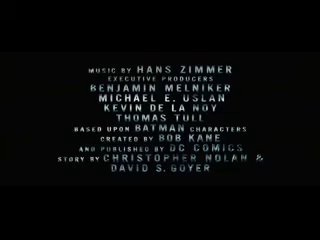 MUSIC BY HANS ZIMMER
EXECUTIVE PRODUCERS
BENJAMIN MELNIKER
MICHAEL E. USLAN
KEVIN DE LA NOY
THOMAS TULL
BASED UPON BATMAN CHARACTERS
CREATED BY BOB KANE
AND PUBLISHED BY DC COMICS
STORY BY CHRISTOPHER NOLAN &
DAVID S. GOYER